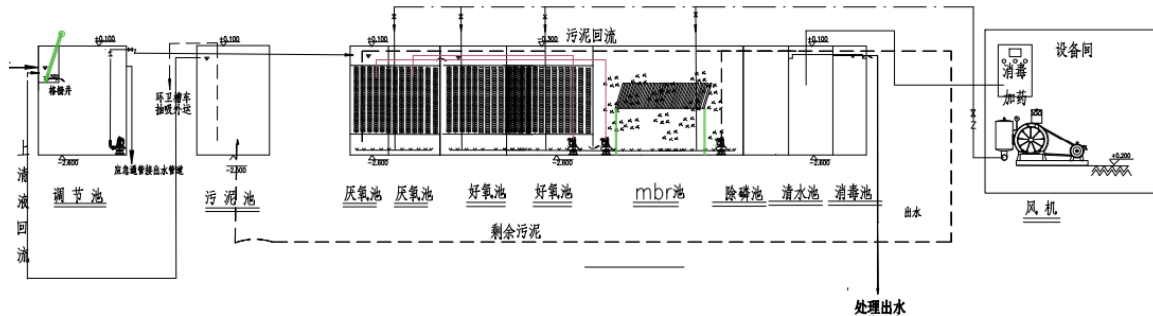 污泥回流
设备间
±0.100
±0.100
±0.100
-0.300
±0.100
消毒
加药
格栅井
环卫槽车
抽吸外运
应急通管接出水管道
上清液回流
-2.600
-2.600
-2.600
-2.600
+0.200
调节池
污泥池
厌氧池
厌氧池
好氧池
好氧池
mbr池
除磷池
清水池
消毒池
出水
风机
剩余污泥
处理出水